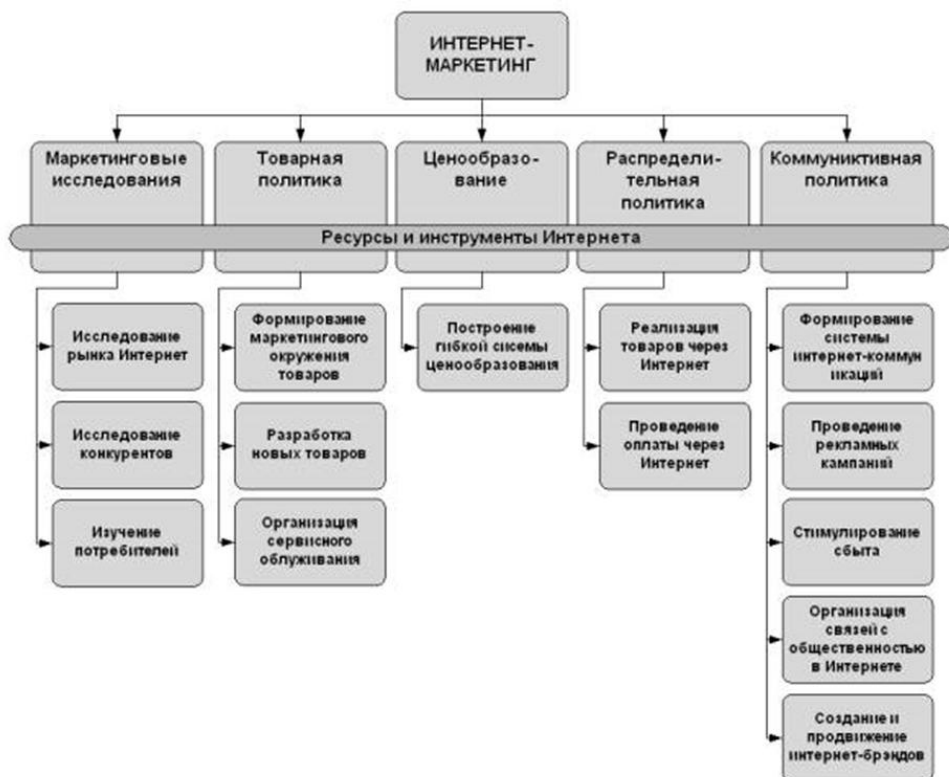 ИНТЕРНЕТ-
МАРКЕТИНГ
Маркетинговые
исследования
Товарная
политика
Ценообразо-
вание
Распредели-
тельная
политика
Коммуниктивная
политика
Ресурсы и инструменты Интернета
Исследование
рынка Интернет
Исследование
конкурентов
Изучение
потребителей
Формирование
маркетингового
окружения
товаров
Разработка
новых товаров
Организация
сервисного
облуживания
Построение
гибкой сисемы
ценообразования
Реализация
товаров через
Интернет
Проведение
оплаты через
Интернет
Формирование
системы
интернет-коммун
икаций
Проведение
рекламных
кампаний
Стимулирование
сбыта
Организация
связей с
общественностью
в Интернете
Создание и
продвижение
интернет-брэндов